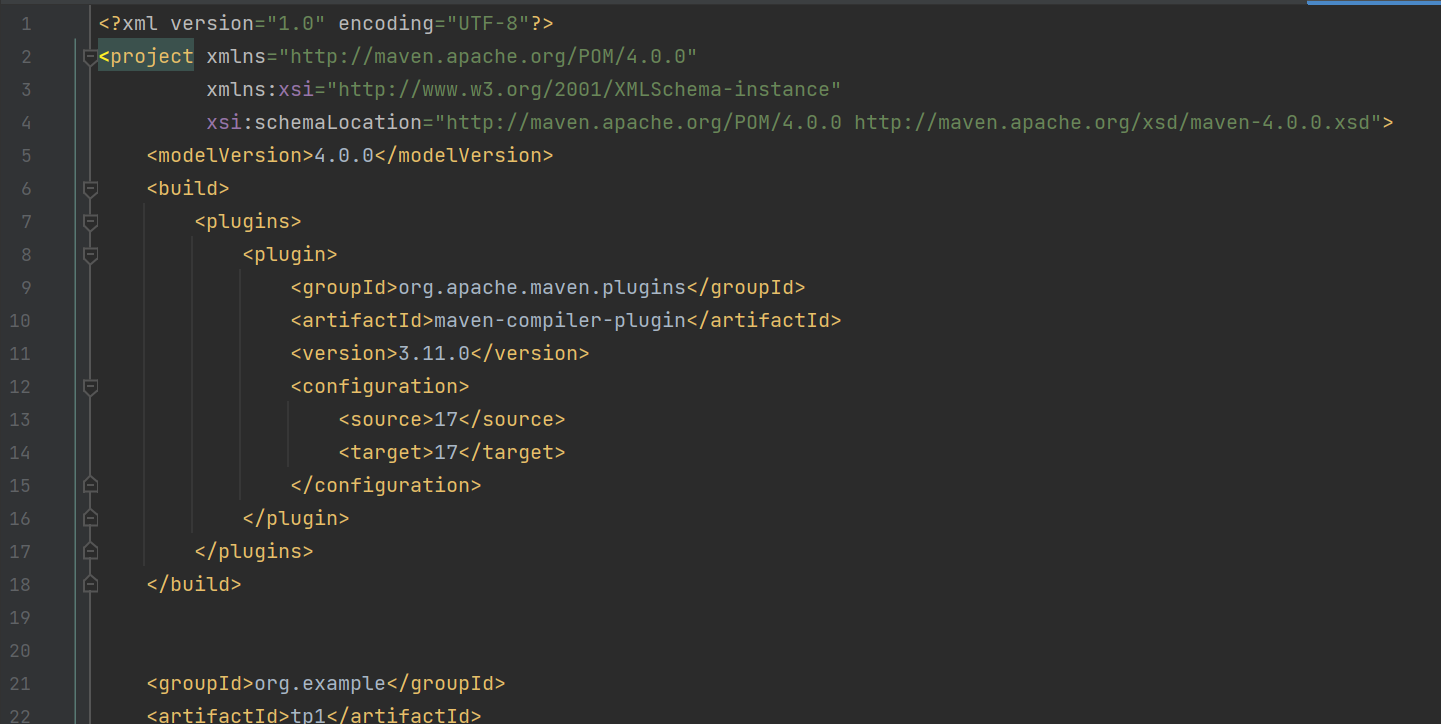 1 <?xml version="1.0" encoding="UTF-8"?>
2 <project xmlns="http://maven.apache.org/POM/4.0.0"
3 xmlns:xsi="http://www.w3.org/2001/XMLSchema-instance"
4 xsi:schemaLocation="http://maven.apache.org/POM/4.0.0 http://maven.apache.org/xsd/maven-4.0.0.xsd">
5 <modelVersion>4.0.0</modelVersion>
6 <build>
7 <plugins>
8 <plugin>
9 <groupId>org.apache.maven.plugins</groupId>
10 <artifactId>maven-compiler-plugin</artifactId>
11 <version>3.11.0</version>
12 <configuration>
13 <source>17</source>
14 <target>17</target>
15 </configuration>
16 </plugin>
17 </plugins>
18 </build>
19
20
21 <groupId>org.example</groupId>
22 <artifactId>tp1</artifactId>